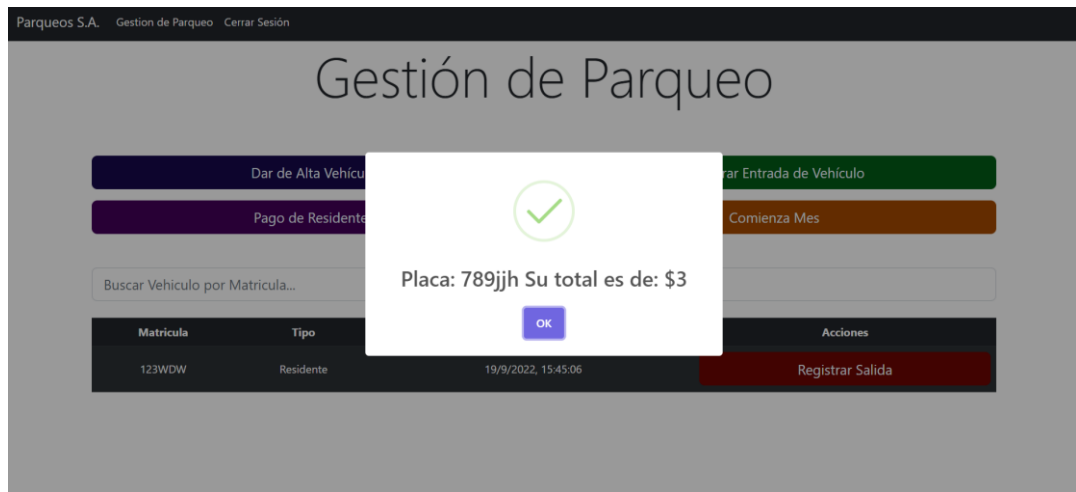 Parqueos S.A. Gestion de Parqueo Cerrar Sesión
Gestión de Parqueo
Dar de Alta Vehícu
rar Entrada de Vehículo
Pago de Residente
Comienza Mes
Placa: 789jjh Su total es de: $3
OK
Buscar Vehiculo por Matricula...
Matricula Tipo Acciones
123WDW Residente 19/9/2022, 15:45:06 Registrar Salida